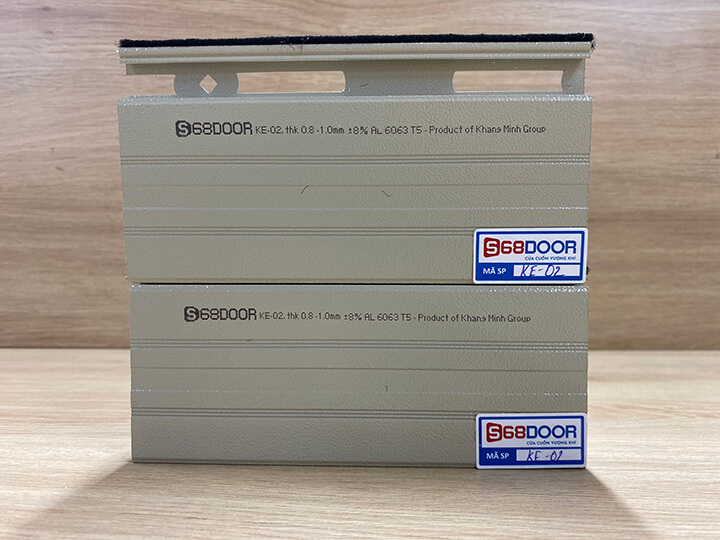 S68DOOR KE-02. thk 0.8-1.0mm ±8% AL 6063 T5 - Product of Khang Minh Group
S68DOOR
CỬA CUỐN VƯỢNG KHÍ
MÃ SP KE-02
S68DOOR KE-02. thk 0.8-1.0mm ±8% AL 6063 T5 - Product of Khang Minh Group
S68DOOR
CỬA CUỐN VƯỢNG KHÍ
MÃ SP KE-02